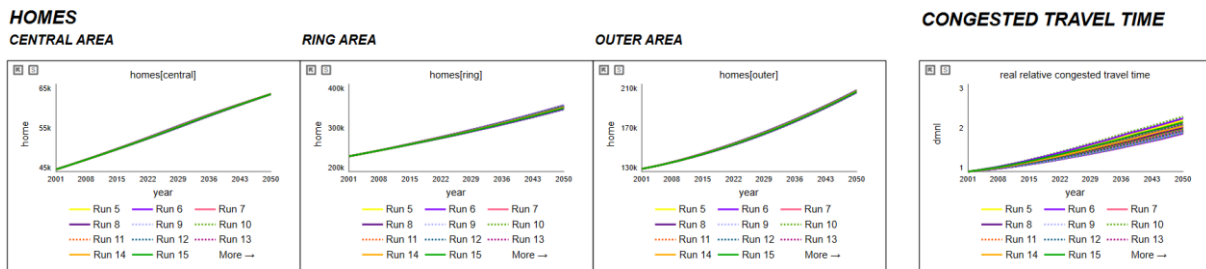 HOMES
CENTRAL AREA
RING AREA
OUTER AREA
CONGESTED TRAVEL TIME
homes[central]
65k
55k
45k
home
2001 2008 2015 2022 2029 2036 2043 2050
year
Run 5 Run 6 Run 7
Run 8 Run 9 Run 10
Run 11 Run 12 Run 13
Run 14 Run 15 More →
homes[ring]
400k
300k
200k
home
2001 2008 2015 2022 2029 2036 2043 2050
year
Run 5 Run 6 Run 7
Run 8 Run 9 Run 10
Run 11 Run 12 Run 13
Run 14 Run 15 More →
homes[outer]
210k
170k
130k
home
2001 2008 2015 2022 2029 2036 2043 2050
year
Run 5 Run 6 Run 7
Run 8 Run 9 Run 10
Run 11 Run 12 Run 13
Run 14 Run 15 More →
real relative congested travel time
3
2
1
dmnl
2001 2008 2015 2022 2029 2036 2043 2050
year
Run 5 Run 6 Run 7
Run 8 Run 9 Run 10
Run 11 Run 12 Run 13
Run 14 Run 15 More →